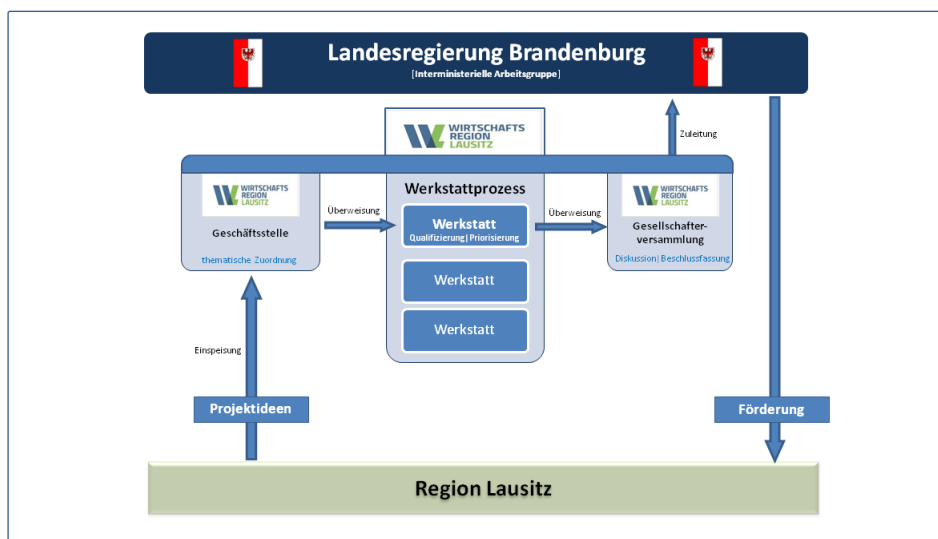 Landesregierung Brandenburg
[Interministerielle Arbeitsgruppe]
WIRTSCHAFTS
REGION
LAUSITZ
Zuleitung
WIRTSCHAFTS
REGION
LAUSITZ
Geschäftsstelle
thematische Zuordnung
Überweisung
Werkstattprozess
Werkstatt
Qualifizierung|Priorisierung
Werkstatt
Werkstatt
Überweisung
WIRTSCHAFTS
REGION
LAUSITZ
Gesellschafter-
versammlung
Diskussion|Beschlussfassung
Einspeisung
Projektideen
Förderung
Region Lausitz